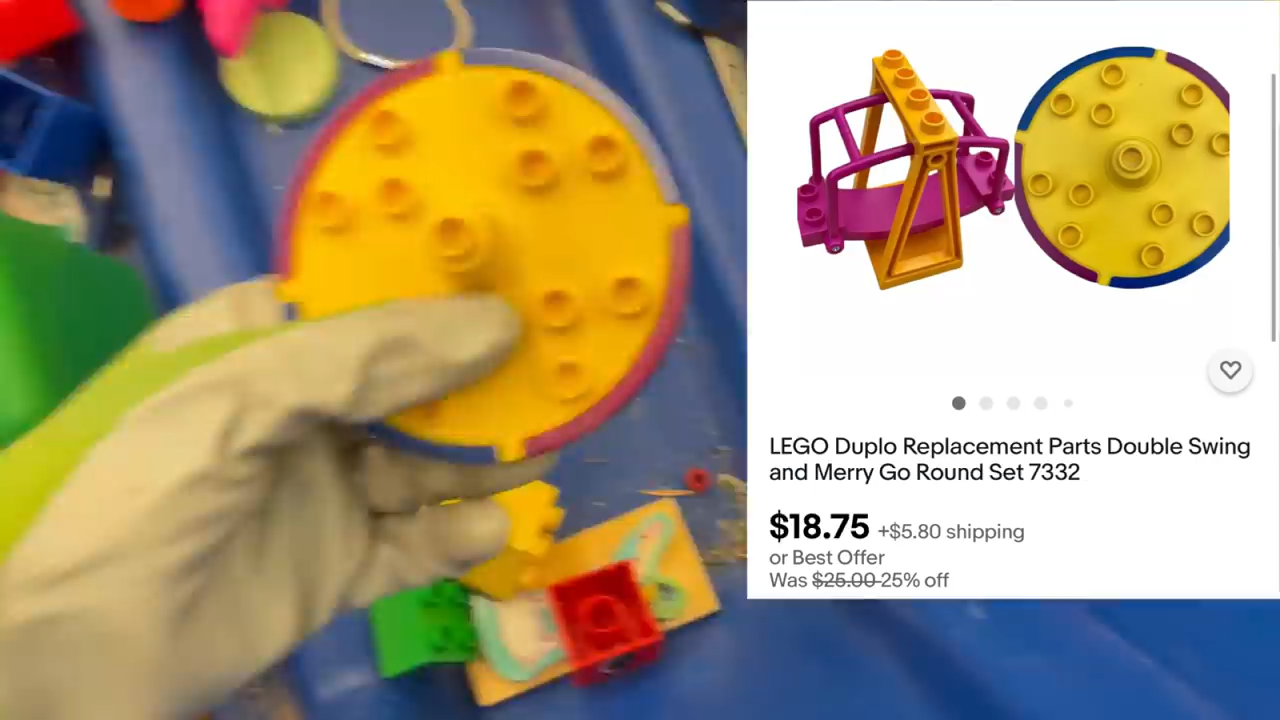 LEGO Duplo Replacement Parts Double Swing
and Merry Go Round Set 7332
$18.75 +$5.80 shipping
or Best Offer
Was $25.00 25% off